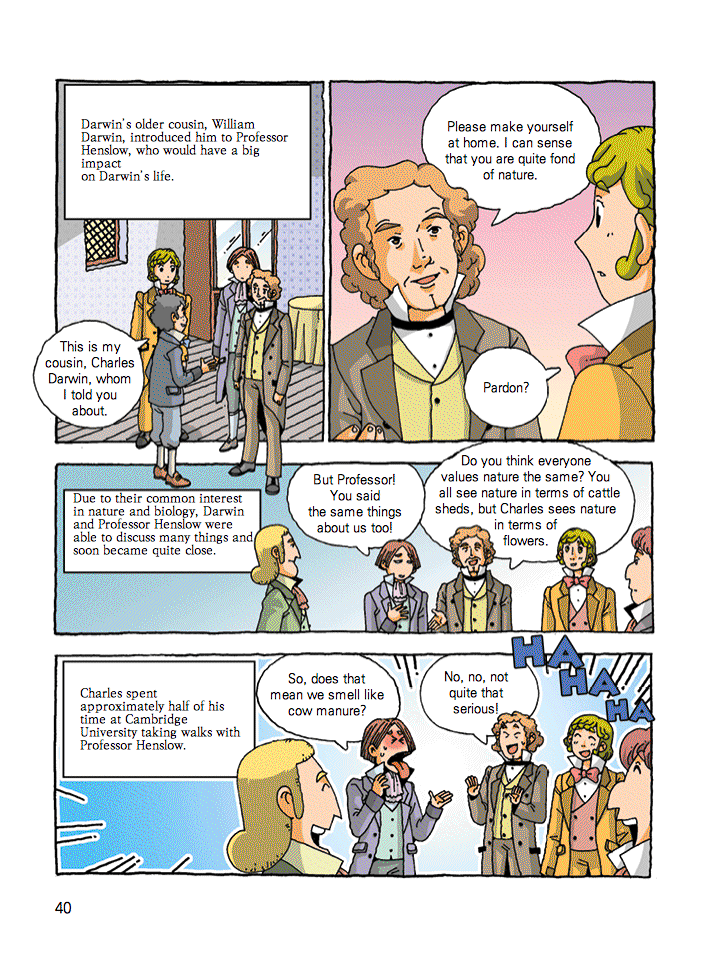 Darwin's older cousin, William
Darwin, introduced him to Professor
Henslow, who would have a big
impact
on Darwin's life.
This is my
cousin, Charles
Darwin, whom
I told you
about.
Please make yourself
at home. I can sense
that you are quite fond
of nature.
Pardon?
Due to their common interest
in nature and biology, Darwin
and Professor Henslow were
able to discuss many things and
soon became quite close.
But Professor!
You said
the same things
about us too!
Do you think everyone
values nature the same? You
all see nature in terms of cattle
sheds, but Charles sees nature
in terms of
flowers.
Charles spent
approximately half of his
time at Cambridge
University taking walks with
Professor Henslow.
So, does that
mean we smell like
cow manure?
No, no, not
quite that
serious!
HA
HA
HA
40